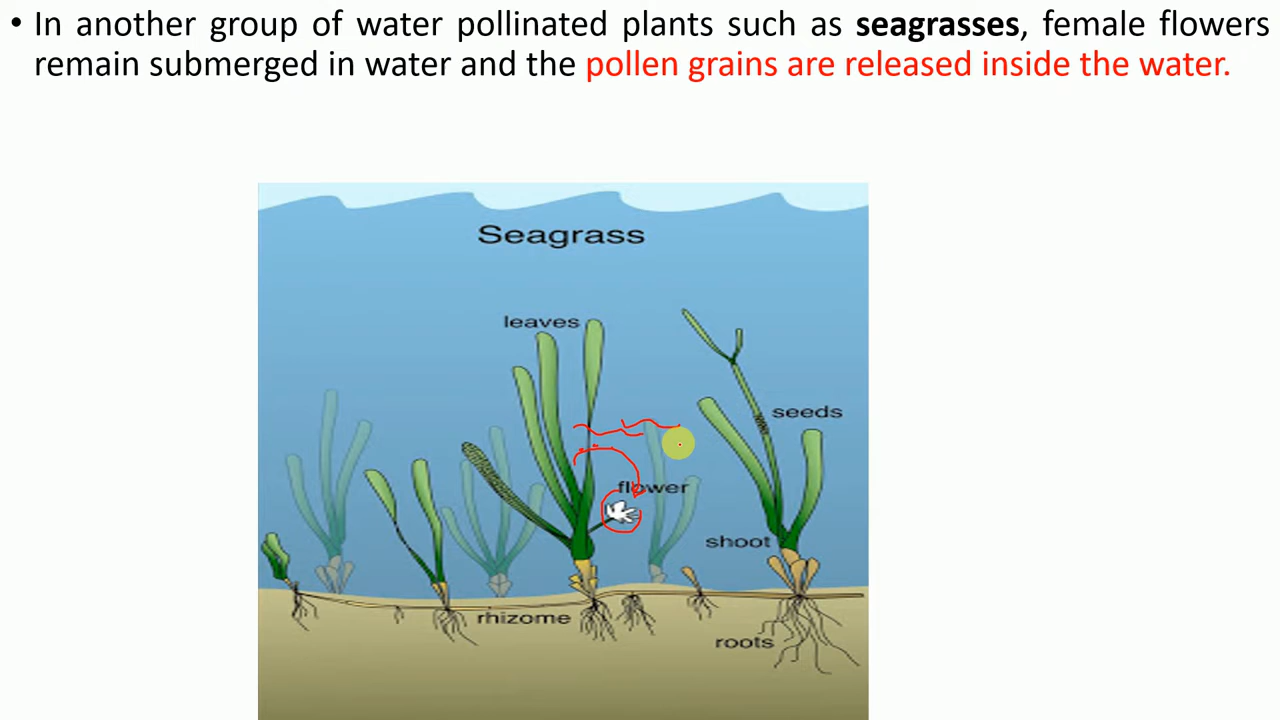 • In another group of water pollinated plants such as seagrasses, female flowers
remain submerged in water and the pollen grains are released inside the water.
Seagrass
leaves
seeds
flower
shoot
rhizome
roots